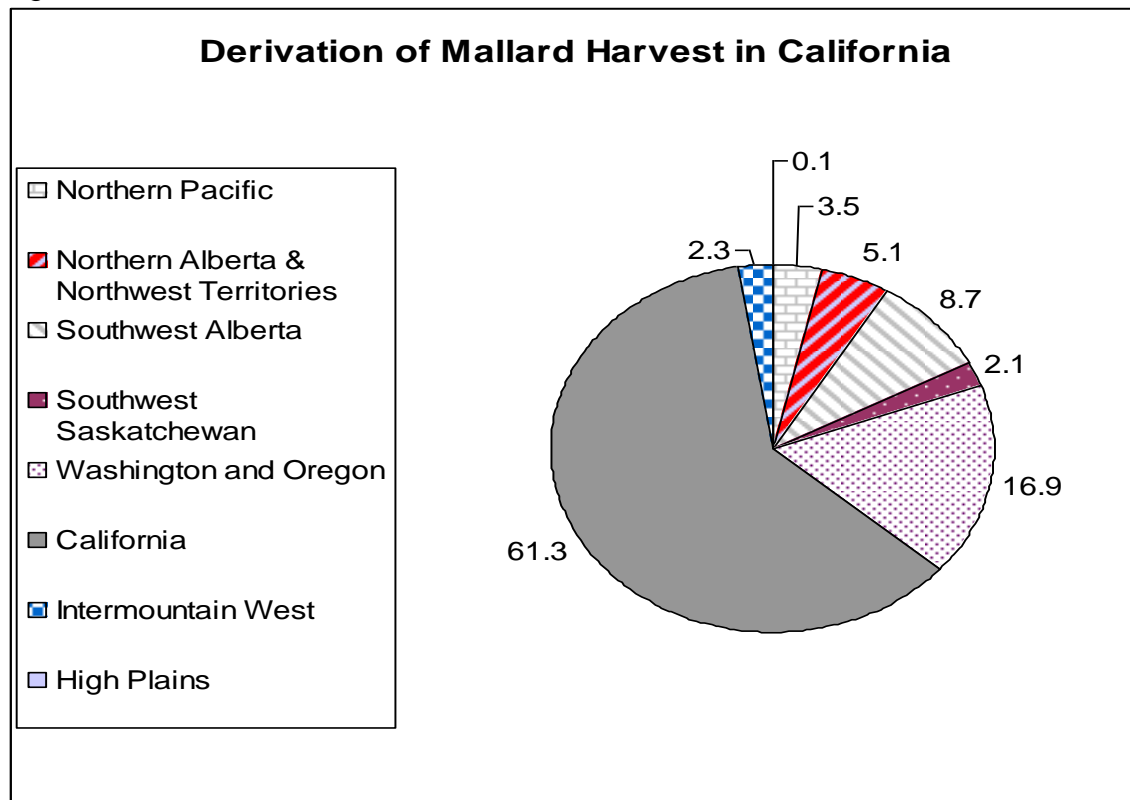 Derivation of Mallard Harvest in California
Northern Pacific
Northern Alberta &
Northwest Territories
Southwest Alberta
Southwest
Saskatchewan
Washington and Oregon
California
Intermountain West
High Plains
0.1
3.5
5.1
8.7
2.1
16.9
61.3
2.3